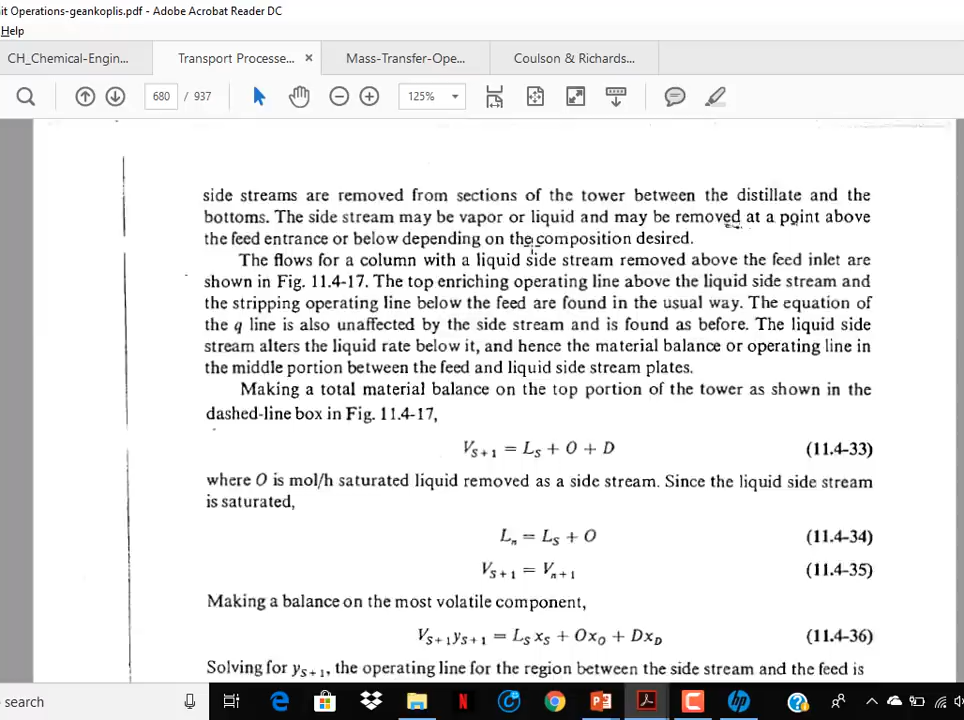 it Operations-geankoplis.pdf - Adobe Acrobat Reader DC
Help
CH_Chemical-Engin...
Transport Processe... ×
Mass-Transfer-Ope...
Coulson & Richards...
680 / 937
125%
side streams are removed from sections of the tower between the distillate and the
bottoms. The side stream may be vapor or liquid and may be removed at a point above
the feed entrance or below depending on the composition desired.
The flows for a column with a liquid side stream removed above the feed inlet are
shown in Fig. 11.4-17. The top enriching operating line above the liquid side stream and
the stripping operating line below the feed are found in the usual way. The equation of
the q line is also unaffected by the side stream and is found as before. The liquid side
stream alters the liquid rate below it, and hence the material balance or operating line in
the middle portion between the feed and liquid side stream plates.
Making a total material balance on the top portion of the tower as shown in the
dashed-line box in Fig. 11.4-17,
V_{S+1} = L_S + O + D (11.4-33)
where O is mol/h saturated liquid removed as a side stream. Since the liquid side stream
is saturated,
L_n = L_S + O (11.4-34)
V_{S+1} = V_{n+1} (11.4-35)
Making a balance on the most volatile component,
V_{S+1}y_{S+1} = L_S x_S + Ox_O + Dx_D (11.4-36)
Solving for y_{S+1}, the operating line for the region between the side stream and the feed is
search